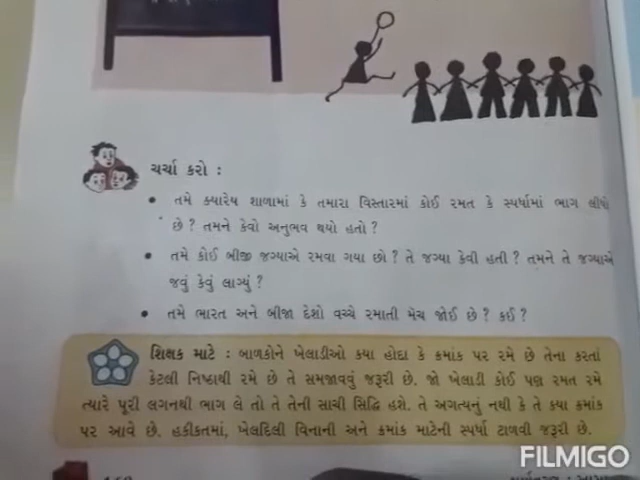 ચર્ચા કરો :
• તમે ક્યારેય શાળામાં કે તમારા વિસ્તારમાં કોઈ રમત કે સ્પર્ધામાં ભાગ લીધો
છે ? તમને કેવો અનુભવ થયો હતો ?
• તમે કોઈ બીજી જગ્યાએ રમવા ગયા છો ? તે જગ્યા કેવી હતી ? તમને તે જગ્યાએ
જવું કેવું લાગ્યું ?
• તમે ભારત અને બીજા દેશો વચ્ચે રમાતી મૅચ જોઈ છે ? કઈ ?
શિક્ષક માટે : બાળકોને ખેલાડીઓ ક્યા હોદા કે ક્રમાંક પર રમે છે તેના કરતાં
કેટલી નિષ્ઠાથી રમે છે તે સમજાવવું જરૂરી છે. જો ખેલાડી કોઈ પણ રમત રમે
ત્યારે પૂરી લગનથી ભાગ લે તો તે તેની સાચી સિદ્ધિ હશે. તે અગત્યનું નથી કે તે ક્યા ક્રમાંક
પર આવે છે. હકીકતમાં, ખેલદિલી વિનાની અને ક્રમાંક માટેની સ્પર્ધા ટાળવી જરૂરી છે.
FILMIGO